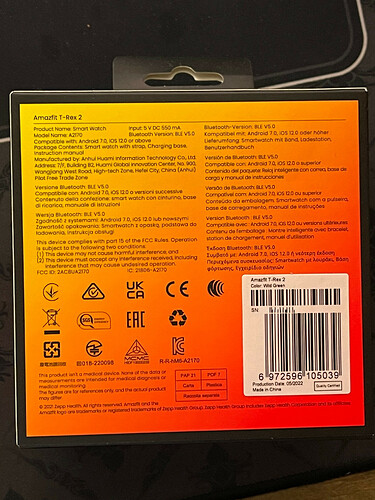 Amazfit T-Rex 2
Product Name: Smart Watch
Model Name: A2170
Input: 5 V DC 550 mA
Bluetooth Version: BLE V5.0
Compatible with: Android 7.0, iOS 12.0 or above
Package Contents: Smartwatch with strap, Charging base,
Instruction manual
Manufactured by: Anhui Huami Information Technology Co., Ltd.
Address: 7/F, Building B2, Huami Global Innovation Center, No. 900,
Wangjiang West Road, High-tech Zone, Hefei City, China (Anhui)
Pilot Free Trade Zone
Versione Bluetooth: BLE V5.0
Compatibile con: Android 7.0, iOS 12.0 o versioni successive
Contenuto della confezione: smart watch con cinturino, base
di ricarica, manuale di istruzioni
Wersja Bluetooth: BLE V5.0
Zgodność z systemami: Android 7.0, iOS 12.0 lub nowszym
Zawartość opakowania: Smartwatch z paskiem, podstawka do
ładowania, instrukcja obsługi
This device complies with part 15 of the FCC Rules. Operation
is subject to the following two conditions:
(1) This device may not cause harmful interference, and
(2) This device must accept any interference received, including
interference that may cause undesired operation.
FCC ID: 2AC8UA2170
IC: 21806-A2170
Bluetooth-Version: BLE V5.0
Kompatibel mit: Android 7.0, iOS 12.0 oder höher
Lieferumfang: Smartwatch mit Band, Ladestation,
Benutzerhandbuch
Versión de Bluetooth: BLE V5.0
Compatible con: Android 7.0, iOS 12.0 o superior
Contenido del paquete: Reloj inteligente con correa, base de
carga y manual de instrucciones
Versão de Bluetooth: BLE V5.0
Compatível com: Android 7.0, iOS 12.0 ou superior
Conteúdo da embalagem: Smartwatch com a pulseira,
base de carregamento, manual de instruções
Version Bluetooth : BLE V5.0
Compatible avec : Android 7.0, iOS 12.0 ou versions ultérieures
Contenu de l'emballage : Montre intelligente avec bracelet,
station de chargement, manuel d'utilisation
Έκδοση Bluetooth: BLE V5.0
Συμβατό με: Android 7.0, iOS 12.0 ή νεότερη έκδοση
Περιεχόμενα συσκευασίας: Smartwatch με λουράκι, βάση
φόρτισης, Εγχειρίδιο οδηγιών
UK
CA
CE
SGS
EAC
MCMC
R-R-hM6-A2170
This product isn't a medical device. None of the data or
measurements are intended for medical diagnosis or
medical monitoring.
The figures are for reference only, and the actual product
may differ
PAP 21
PDF 7
Carta
Plastica
Raccolta separata
© 2021 Zepp Health. All rights reserved. Amazfit and the
Amazfit logo are trademarks or registered trademarks of Zepp Health Group.
Amazfit T-Rex 2
Color: Wild Green
SN:
6 972596 105039
Production Date: 05/2022
Made in China
Quality Certified